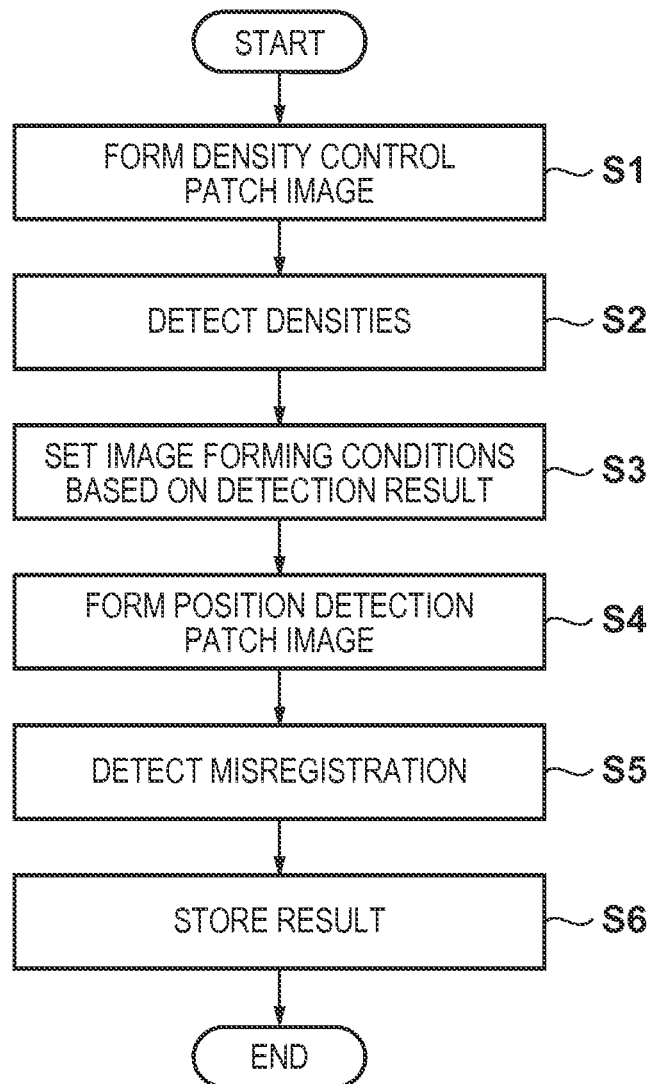 START
FORM DENSITY CONTROL
PATCH IMAGE
S1
DETECT DENSITIES
S2
SET IMAGE FORMING CONDITIONS
BASED ON DETECTION RESULT
S3
FORM POSITION DETECTION
PATCH IMAGE
S4
DETECT MISREGISTRATION
S5
STORE RESULT
S6
END